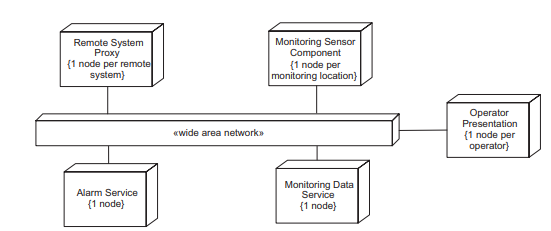 Remote System
Proxy
{1 node per remote
system}
Monitoring Sensor
Component
{1 node per
monitoring location}
Operator
Presentation
{1 node per
operator}
«wide area network»
Alarm Service
{1 node}
Monitoring Data
Service
{1 node}